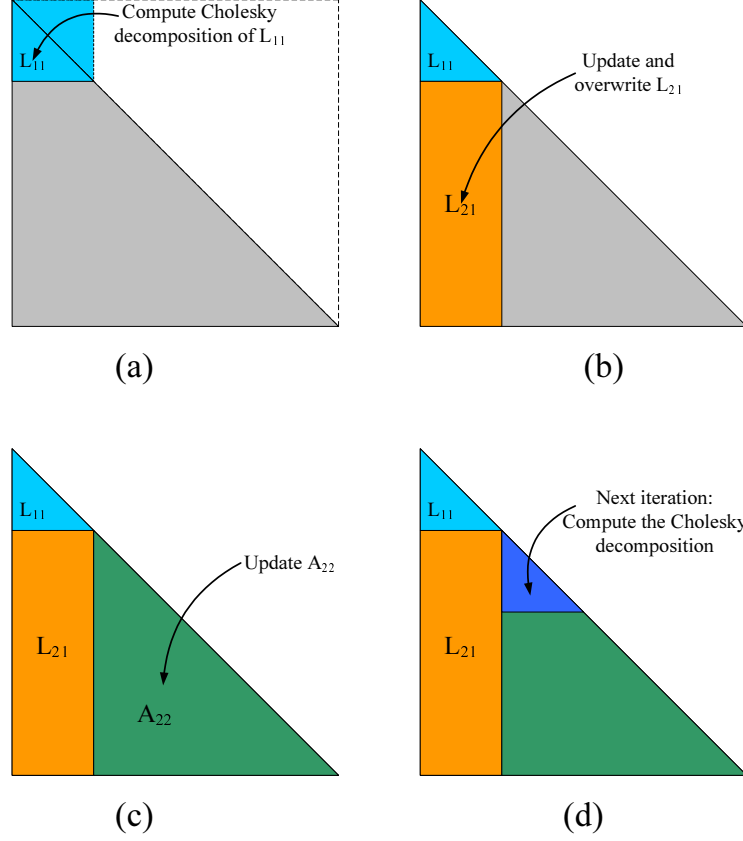 Compute Cholesky
decomposition of L₁₁
L₁₁
(a)
L₁₁
Update and
overwrite L₂₁
L₂₁
(b)
L₁₁
Update A₂₂
L₂₁
A₂₂
(c)
L₁₁
Next iteration:
Compute the Cholesky
decomposition
L₂₁
(d)